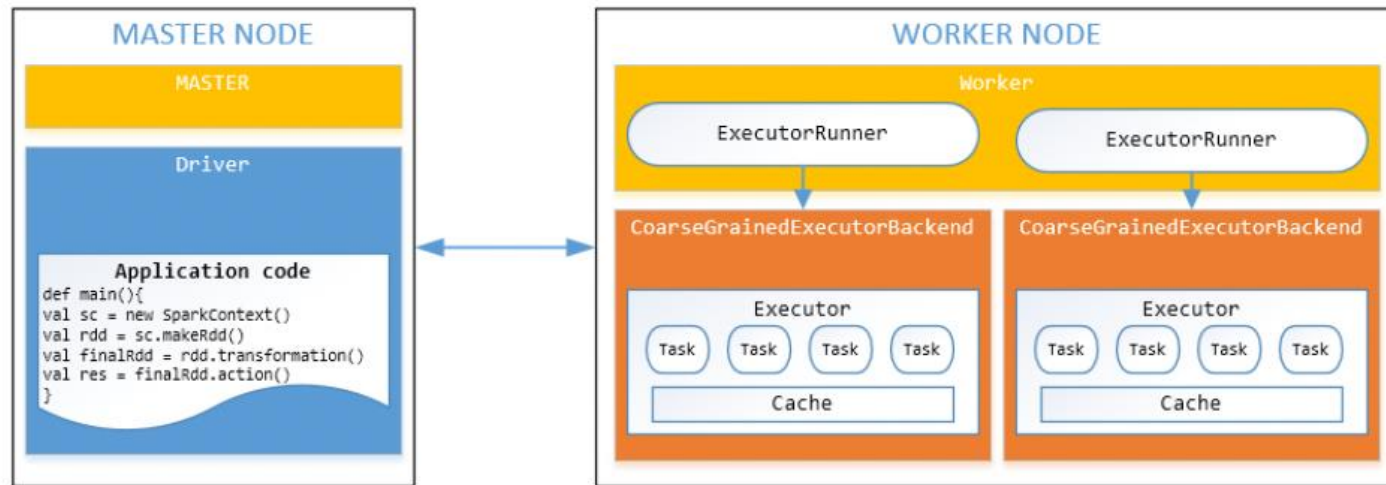 MASTER NODE
MASTER
Driver
Application code
def main(){
val sc = new SparkContext()
val rdd = sc.makeRdd()
val finalRdd = rdd.transformation()
val res = finalRdd.action()
}
WORKER NODE
Worker
ExecutorRunner
ExecutorRunner
CoarseGrainedExecutorBackend
Executor
Task Task Task Task
Cache
CoarseGrainedExecutorBackend
Executor
Task Task Task Task
Cache